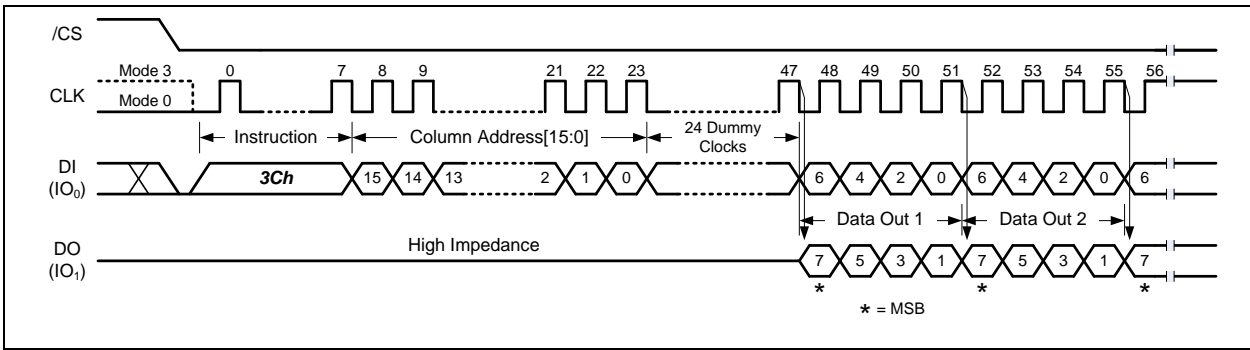 /CS
Mode 3 0 7 8 9 21 22 23 47 48 49 50 51 52 53 54 55 56
CLK Mode 0
Instruction Column Address[15:0] 24 Dummy
Clocks
DI
(IO0)
3Ch 15 14 13 2 1 0 6 4 2 0 6 4 2 0 6
Data Out 1 Data Out 2
DO
(IO1)
High Impedance 7 5 3 1 7 5 3 1 7
* * *
* = MSB